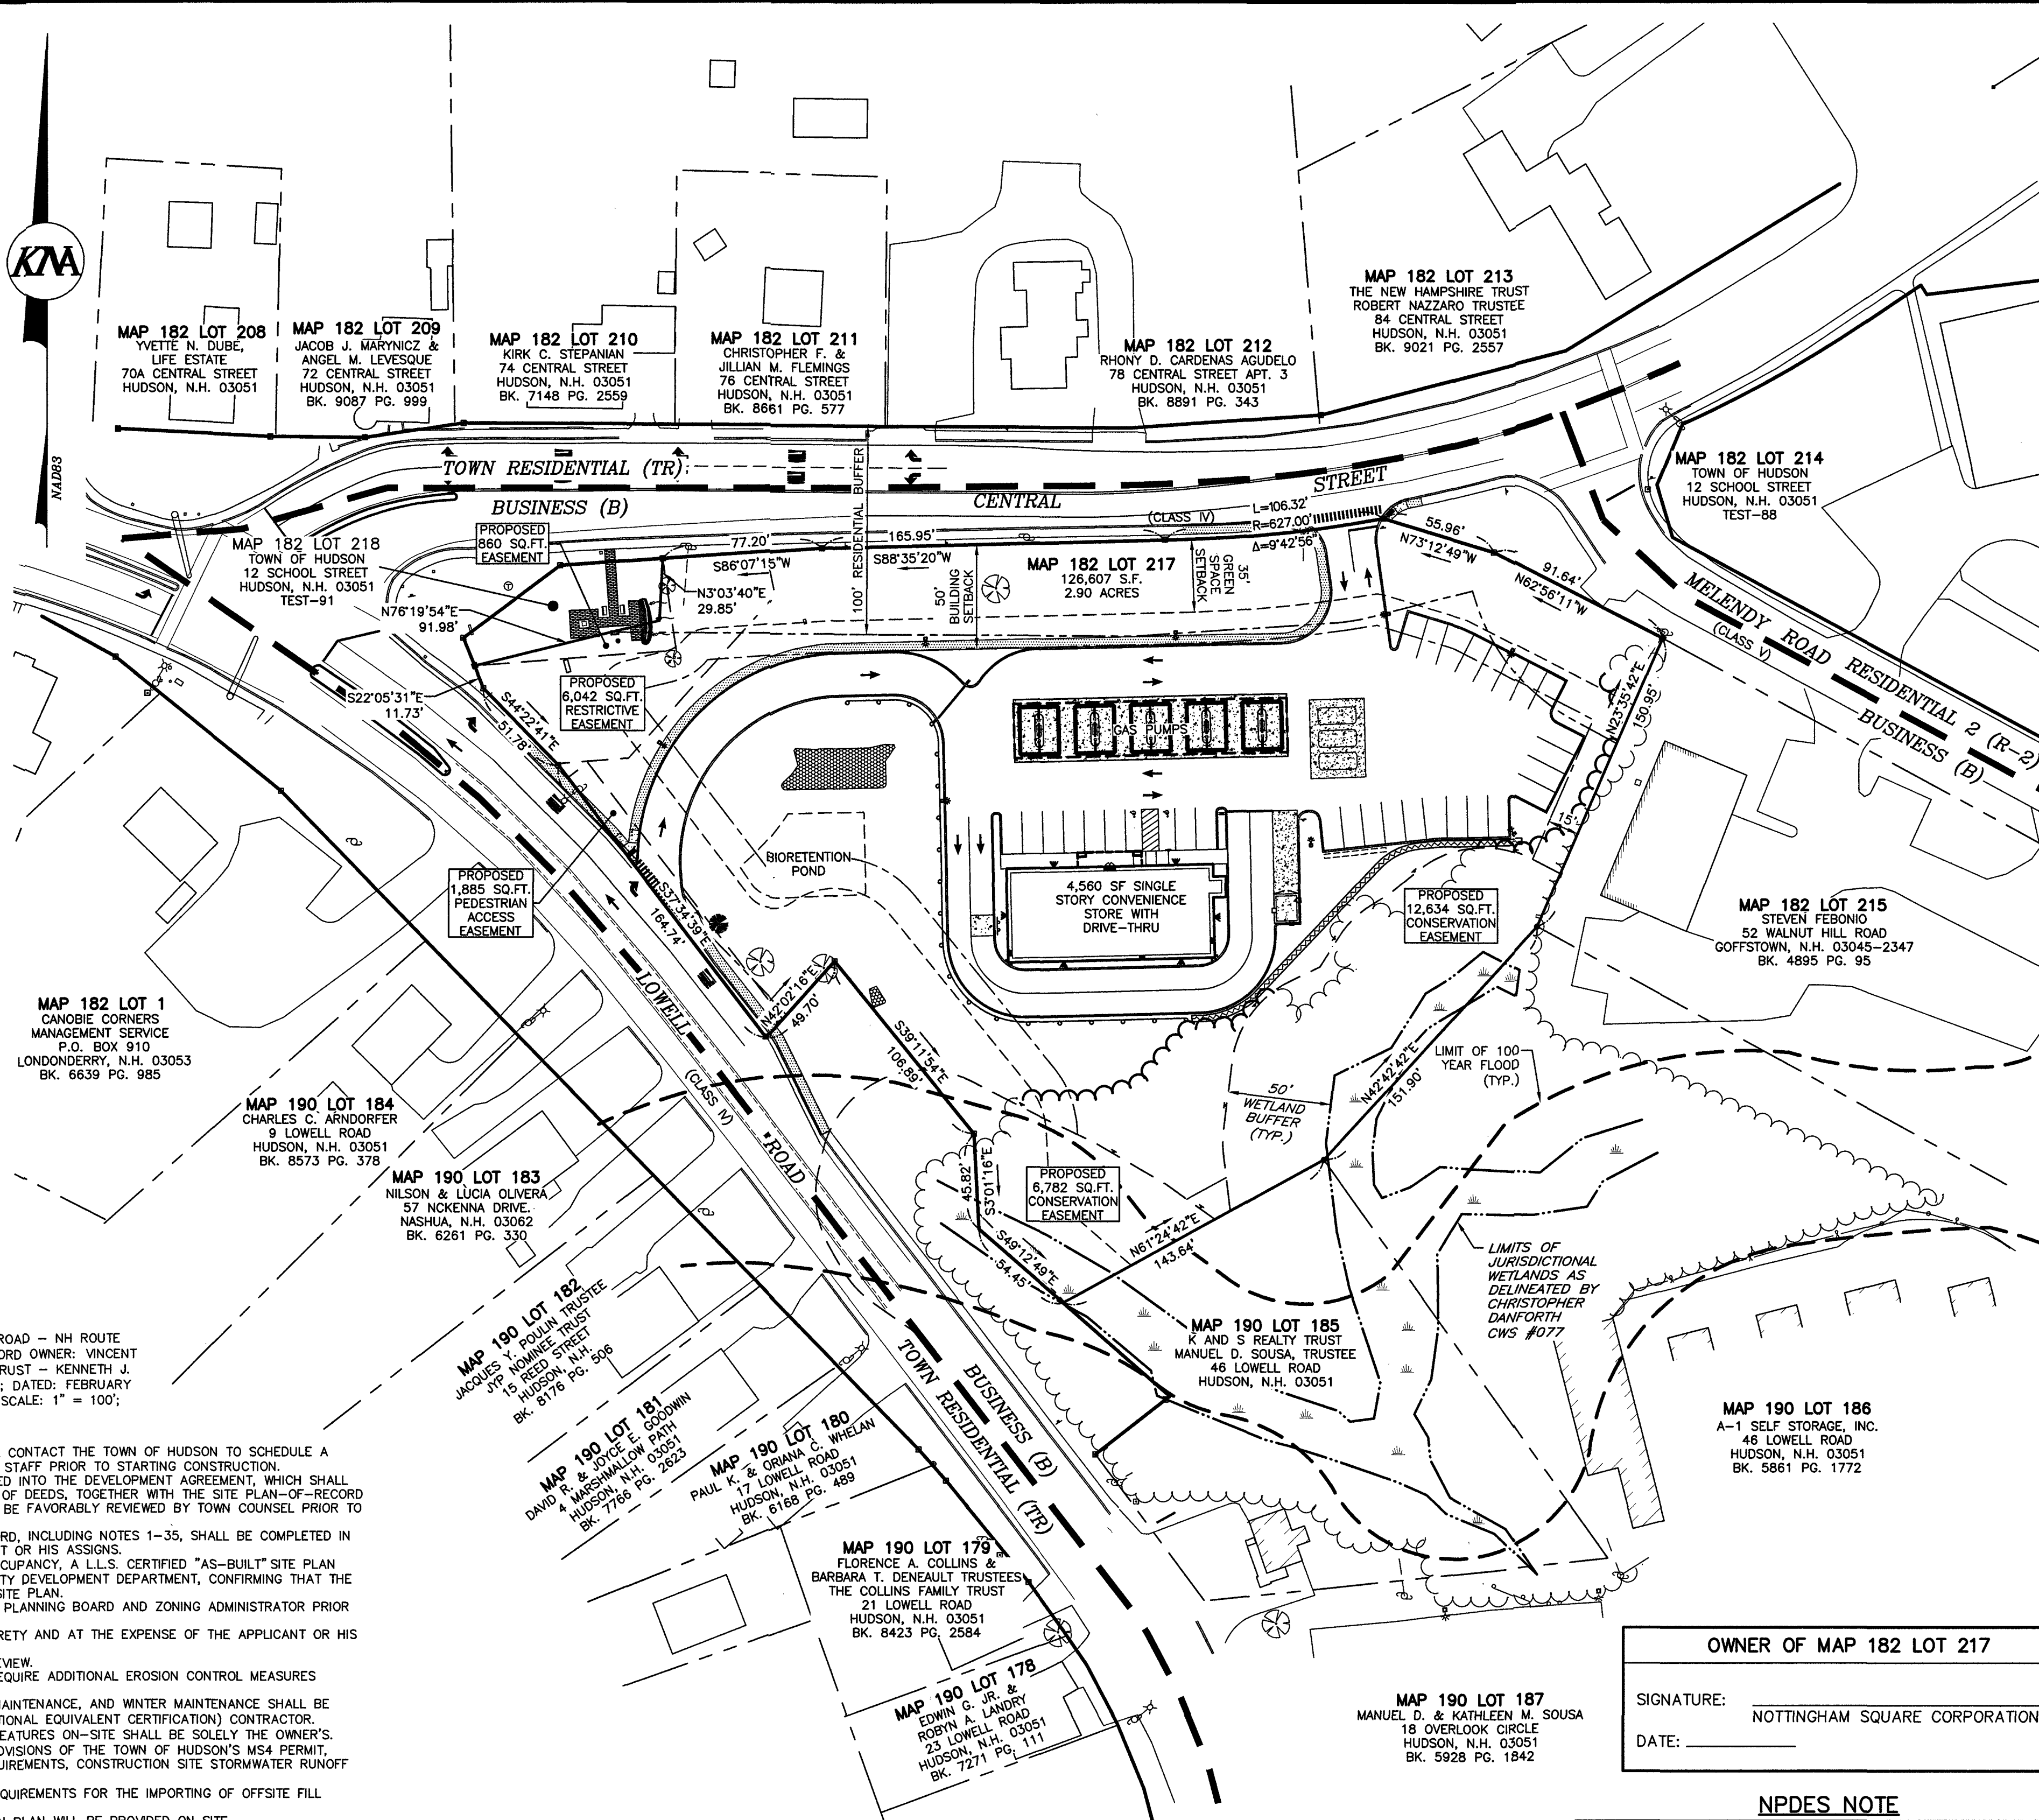 KNA
NAD83
MAP 182 LOT 208
YVETTE N. DUBE,
LIFE ESTATE
70A CENTRAL STREET
HUDSON, N.H. 03051
MAP 182 LOT 209
JACOB J. MARYNICZ &
ANGEL M. LEVESQUE
72 CENTRAL STREET
HUDSON, N.H. 03051
BK. 9087 PG. 999
MAP 182 LOT 210
KIRK C. STEPANIAN
74 CENTRAL STREET
HUDSON, N.H. 03051
BK. 7148 PG. 2559
MAP 182 LOT 211
CHRISTOPHER F. &
JILLIAN M. FLEMINGS
76 CENTRAL STREET
HUDSON, N.H. 03051
BK. 8661 PG. 577
MAP 182 LOT 212
RHONY D. CARDENAS AGUDELO
78 CENTRAL STREET APT. 3
HUDSON, N.H. 03051
BK. 8891 PG. 343
MAP 182 LOT 213
THE NEW HAMPSHIRE TRUST
ROBERT NAZZARO TRUSTEE
84 CENTRAL STREET
HUDSON, N.H. 03051
BK. 9021 PG. 2557
MAP 182 LOT 214
TOWN OF HUDSON
12 SCHOOL STREET
HUDSON, N.H. 03051
TEST-88
TOWN RESIDENTIAL (TR)
BUSINESS (B)
CENTRAL
STREET
(CLASS IV)
L=106.32'
R=627.00'
Δ=9°42'56"
MAP 182 LOT 218
TOWN OF HUDSON
12 SCHOOL STREET
HUDSON, N.H. 03051
TEST-91
PROPOSED
860 SQ.FT.
EASEMENT
77.20'
S86°07'15"W
165.95'
S88°35'20"W
100' RESIDENTIAL BUFFER
50'
BUILDING
SETBACK
35'
GREEN
SPACE
SETBACK
MAP 182 LOT 217
126,607 S.F.
2.90 ACRES
55.96'
N73°12'49"W
91.64'
N62°56'11"W
MELENDY ROAD
(CLASS V)
RESIDENTIAL 2 (R-2)
BUSINESS (B)
N3°03'40"E
29.85'
N76°19'54"E
91.98'
S22°05'31"E
11.73'
S44°22'41"E
51.78'
PROPOSED
6,042 SQ.FT.
RESTRICTIVE
EASEMENT
GAS PUMPS
N23°35'42"E
150.95'
15'
BIORETENTION
POND
4,560 SF SINGLE
STORY CONVENIENCE
STORE WITH
DRIVE-THRU
PROPOSED
1,885 SQ.FT.
PEDESTRIAN
ACCESS
EASEMENT
S37°34'39"E
164.74'
PROPOSED
12,634 SQ.FT.
CONSERVATION
EASEMENT
MAP 182 LOT 215
STEVEN FEBONIO
52 WALNUT HILL ROAD
GOFFSTOWN, N.H. 03045-2347
BK. 4895 PG. 95
LOWELL
(CLASS IV)
ROAD
N42°02'16"E
49.70'
S39°11'54"E
106.89'
MAP 182 LOT 1
CANOBIE CORNERS
MANAGEMENT SERVICE
P.O. BOX 910
LONDONDERRY, N.H. 03053
BK. 6639 PG. 985
LIMIT OF 100
YEAR FLOOD
(TYP.)
N42°42'42"E
151.90'
50'
WETLAND
BUFFER
(TYP.)
MAP 190 LOT 184
CHARLES C. ARNDORFER
9 LOWELL ROAD
HUDSON, N.H. 03051
BK. 8573 PG. 378
MAP 190 LOT 183
NILSON & LUCIA OLIVERA
57 NCKENNA DRIVE.
NASHUA, N.H. 03062
BK. 6261 PG. 330
45.82'
S3°01'16"E
PROPOSED
6,782 SQ.FT.
CONSERVATION
EASEMENT
N61°24'42"E
143.64'
S49°12'49"E
54.45'
LIMITS OF
JURISDICTIONAL
WETLANDS AS
DELINEATED BY
CHRISTOPHER
DANFORTH
CWS #077
MAP 190 LOT 182
JACQUES Y. POULIN TRUSTEE
JYP NOMINEE TRUST
15 REED STREET
HUDSON, N.H.
BK. 8176 PG. 506
MAP 190 LOT 185
K AND S REALTY TRUST
MANUEL D. SOUSA, TRUSTEE
46 LOWELL ROAD
HUDSON, N.H. 03051
BUSINESS (B)
TOWN RESIDENTIAL (TR)
MAP 190 LOT 181
DAVID R. & JOYCE E. GOODWIN
4 MARSHMALLOW PATH
HUDSON, N.H. 03051
BK. 7766 PG. 2623
MAP 190 LOT 180
PAUL K. & ORIANA C. WHELAN
17 LOWELL ROAD
HUDSON, N.H. 03051
BK. 6168 PG. 489
MAP 190 LOT 186
A-1 SELF STORAGE, INC.
46 LOWELL ROAD
HUDSON, N.H. 03051
BK. 5861 PG. 1772
MAP 190 LOT 179
FLORENCE A. COLLINS &
BARBARA T. DENEAULT TRUSTEES
THE COLLINS FAMILY TRUST
21 LOWELL ROAD
HUDSON, N.H. 03051
BK. 8423 PG. 2584
MAP 190 LOT 178
EDWIN G. JR. &
ROBYN A. LANDRY
23 LOWELL ROAD
HUDSON, N.H. 03051
BK. 7271 PG. 111
MAP 190 LOT 187
MANUEL D. & KATHLEEN M. SOUSA
18 OVERLOOK CIRCLE
HUDSON, N.H. 03051
BK. 5928 PG. 1842
ROAD - NH ROUTE
ORD OWNER: VINCENT
RUST - KENNETH J.
; DATED: FEBRUARY
SCALE: 1" = 100';
CONTACT THE TOWN OF HUDSON TO SCHEDULE A
STAFF PRIOR TO STARTING CONSTRUCTION.
ED INTO THE DEVELOPMENT AGREEMENT, WHICH SHALL
OF DEEDS, TOGETHER WITH THE SITE PLAN-OF-RECORD
BE FAVORABLY REVIEWED BY TOWN COUNSEL PRIOR TO
RD, INCLUDING NOTES 1-35, SHALL BE COMPLETED IN
T OR HIS ASSIGNS.
CUPANCY, A L.L.S. CERTIFIED "AS-BUILT" SITE PLAN
TY DEVELOPMENT DEPARTMENT, CONFIRMING THAT THE
SITE PLAN.
PLANNING BOARD AND ZONING ADMINISTRATOR PRIOR
RETY AND AT THE EXPENSE OF THE APPLICANT OR HIS
VIEW.
EQUIRE ADDITIONAL EROSION CONTROL MEASURES
MAINTENANCE, AND WINTER MAINTENANCE SHALL BE
TIONAL EQUIVALENT CERTIFICATION) CONTRACTOR.
EATURES ON-SITE SHALL BE SOLELY THE OWNER'S.
OVISIONS OF THE TOWN OF HUDSON'S MS4 PERMIT,
UIREMENTS, CONSTRUCTION SITE STORMWATER RUNOFF
QUIREMENTS FOR THE IMPORTING OF OFFSITE FILL
N PLAN WILL BE PROVIDED ON SITE
OWNER OF MAP 182 LOT 217
SIGNATURE:
NOTTINGHAM SQUARE CORPORATION
DATE:
NPDES NOTE